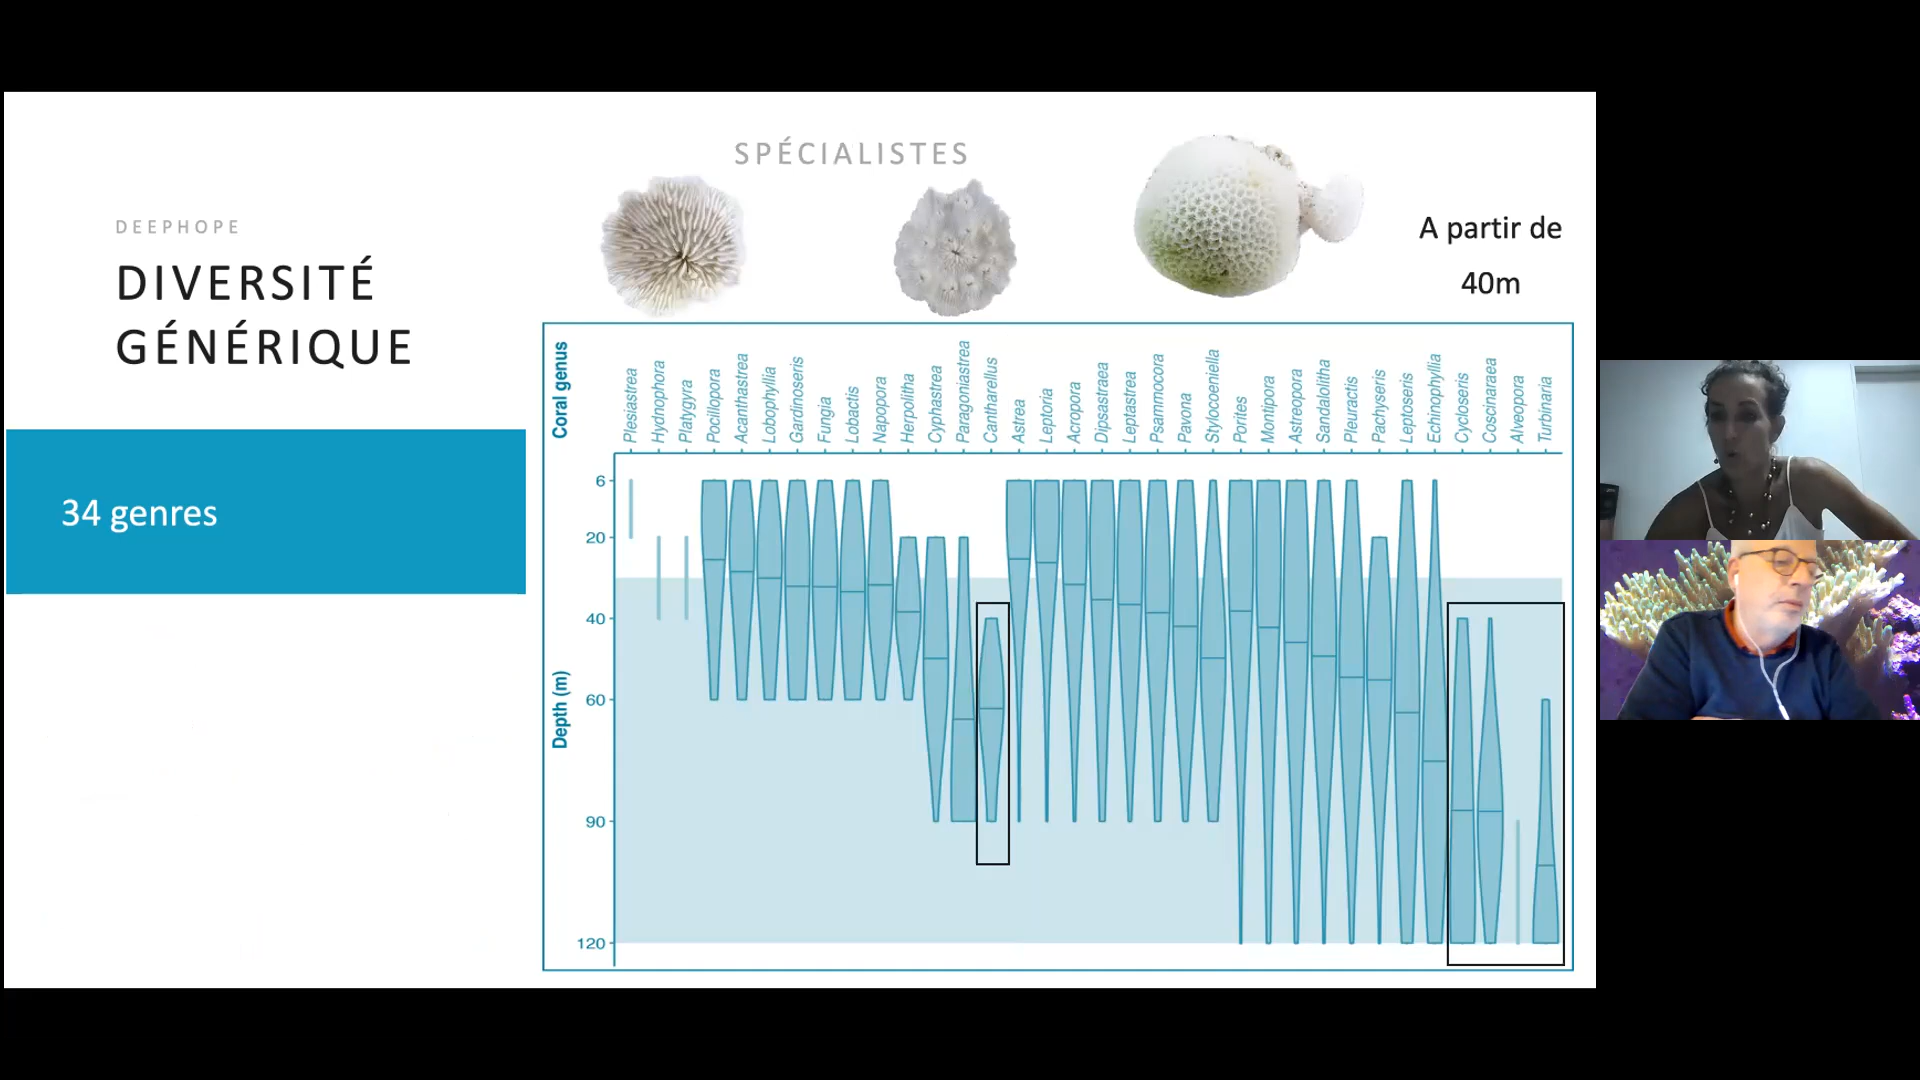 SPÉCIALISTES
DEEPHOPE
DIVERSITÉ
GÉNÉRIQUE
34 genres
A partir de
40m
Coral genus
Plesiastrea
Hydnophora
Platygyra
Pocillopora
Acanthastrea
Lobophyllia
Gardinoseris
Fungia
Lobactis
Napopora
Herpolitha
Cyphastrea
Paragoniastrea
Cantharellus
Astrea
Leptoria
Acropora
Dipsastraea
Leptastrea
Psammocora
Pavona
Stylocoeniella
Porites
Montipora
Astreopora
Sandalolitha
Pleuractis
Pachyseris
Leptoseris
Echinophyllia
Cycloseris
Coscinaraea
Alveopora
Turbinaria
Depth (m)
6
20
40
60
90
120